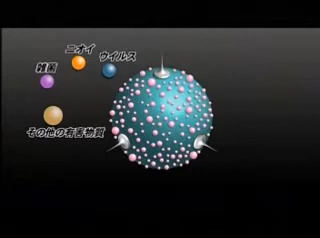 ニオイ
ウイルス
雑菌
その他の有害物質